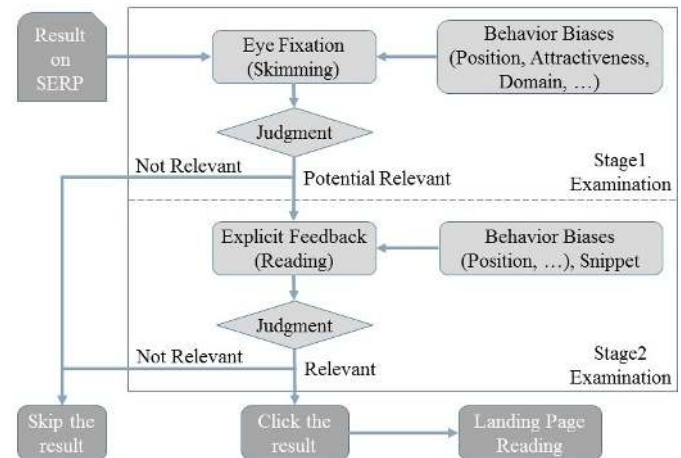 Result
on
SERP
Eye Fixation
(Skimming)
Behavior Biases
(Position, Attractiveness,
Domain, …)
Judgment
Not Relevant
Potential Relevant
Stage1
Examination
Explicit Feedback
(Reading)
Behavior Biases
(Position, …), Snippet
Judgment
Not Relevant
Relevant
Stage2
Examination
Skip the
result
Click the
result
Landing Page
Reading